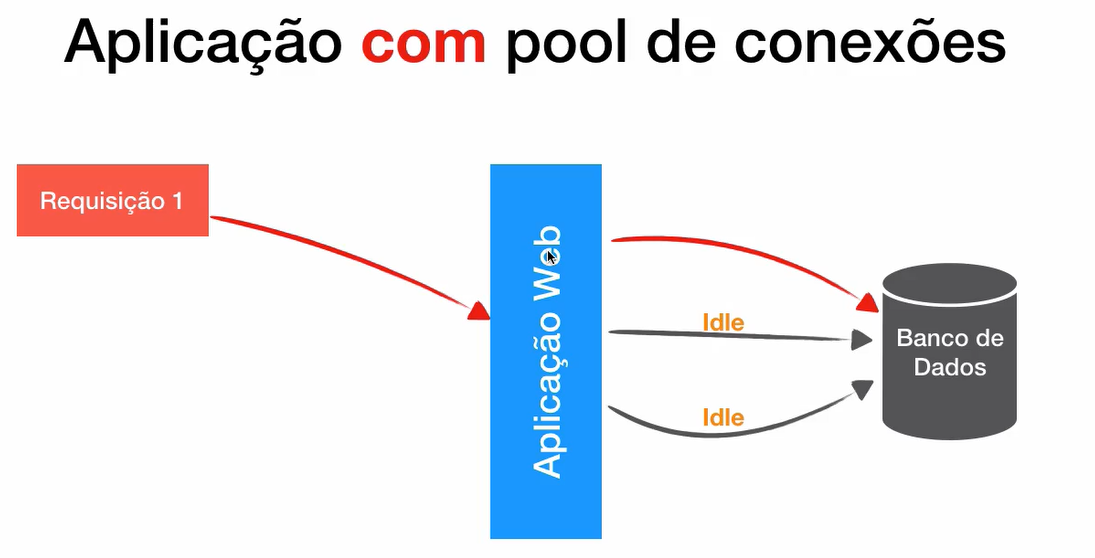 Aplicação com pool de conexões
Requisição 1
Aplicação Web
Idle
Idle
Banco de
Dados